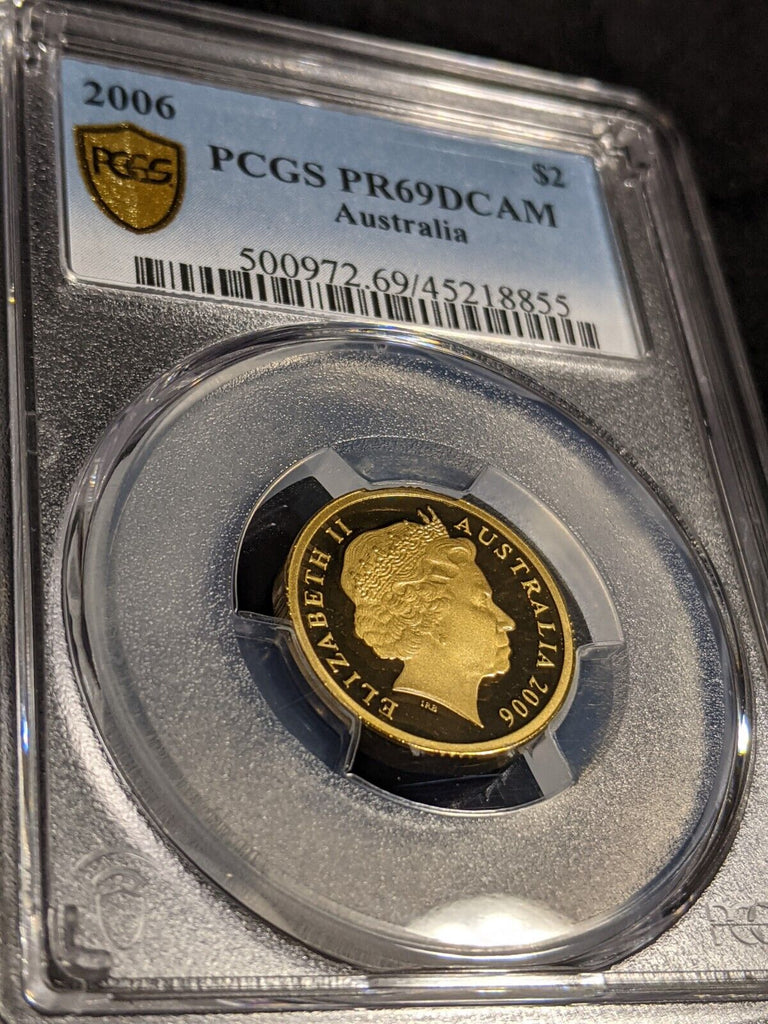 2006
PCGS
PCGS PR69DCAM
$2
Australia
500972.69/45218855
ELIZABETH II
AUSTRALIA 2006
IRB